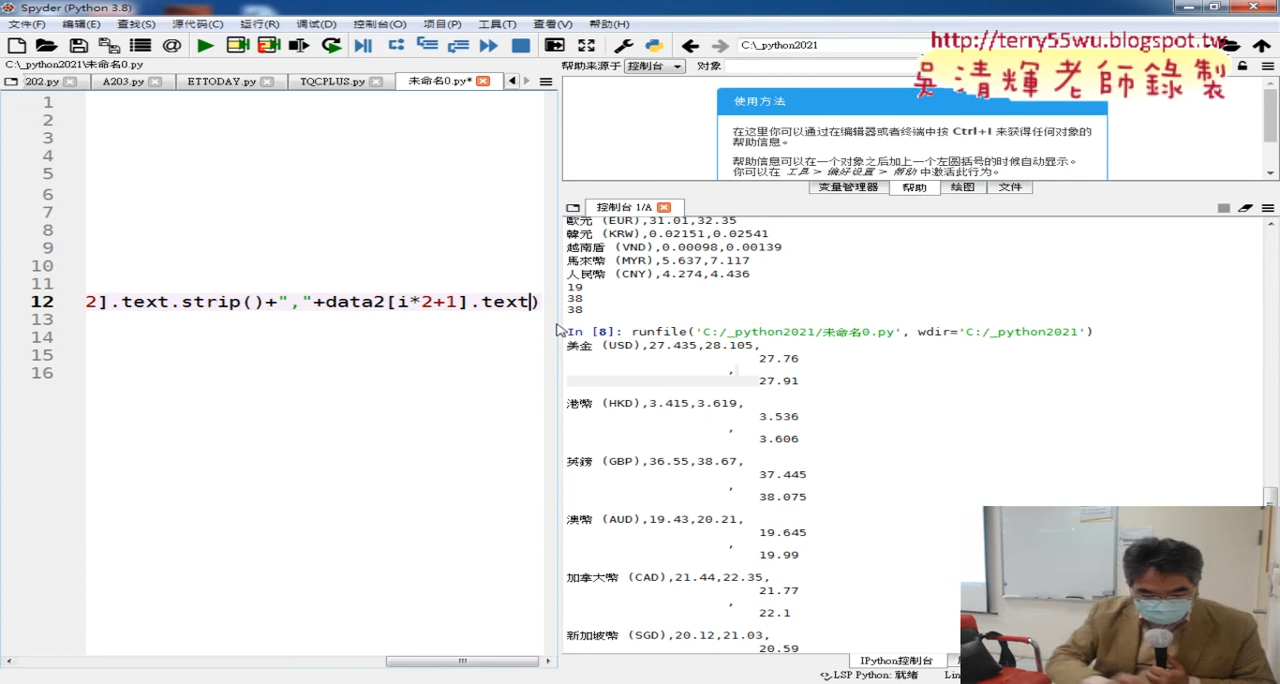 Spyder (Python 3.8)
文件(F) 编辑(E) 查找(S) 源代码(C) 运行(R) 调试(D) 控制台(O) 项目(P) 工具(T) 查看(V) 帮助(H)
C:\_python2021
http://terry55wu.blogspot.tw
吳清輝老師錄製
C:\_python2021\未命名0.py
202.py A203.py ETTODAY.py TQCPLUS.py 未命名0.py*
帮助来源于 控制台 对象
使用方法
在这里你可以通过在编辑器或者终端中按 Ctrl+I 来获得任何对象的
帮助信息。
帮助信息可以在一个对象之后加上一个左圆括号的时候自动显示。
你可以在 工具 > 偏好设置 > 帮助 中激活此行为。
变量管理器 帮助 绘图 文件
控制台 1/A
1
2
3
4
5
6
7
8
9
10
11
12 2].text.strip()+","+data2[i*2+1].text)
13
14
15
16
歐元 (EUR),31.01,32.35
韓元 (KRW),0.02151,0.02541
越南盾 (VND),0.00098,0.00139
馬來幣 (MYR),5.637,7.117
人民幣 (CNY),4.274,4.436
19
38
38
In [8]: runfile('C:/_python2021/未命名0.py', wdir='C:/_python2021')
美金 (USD),27.435,28.105,
27.76
,
27.91
港幣 (HKD),3.415,3.619,
3.536
,
3.606
英鎊 (GBP),36.55,38.67,
37.445
,
38.075
澳幣 (AUD),19.43,20.21,
19.645
,
19.99
加拿大幣 (CAD),21.44,22.35,
21.77
,
22.1
新加坡幣 (SGD),20.12,21.03,
20.59
IPython控制台
LSP Python: 就绪